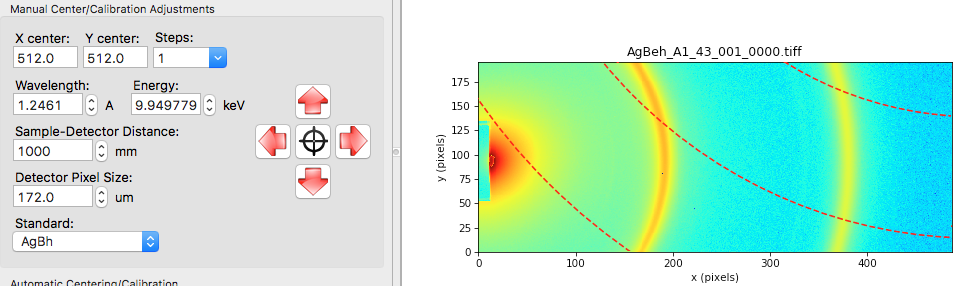 Manual Center/Calibration Adjustments
X center: Y center: Steps:
512.0 512.0 1
Wavelength: Energy:
1.2461 A 9.949779 keV
Sample-Detector Distance:
1000 mm
Detector Pixel Size:
172.0 um
Standard:
AgBh
Automatic Centering/Calibration
AgBeh_A1_43_001_0000.tiff
y (pixels)
175
150
125
100
75
50
25
0
0 100 200 300 400
x (pixels)